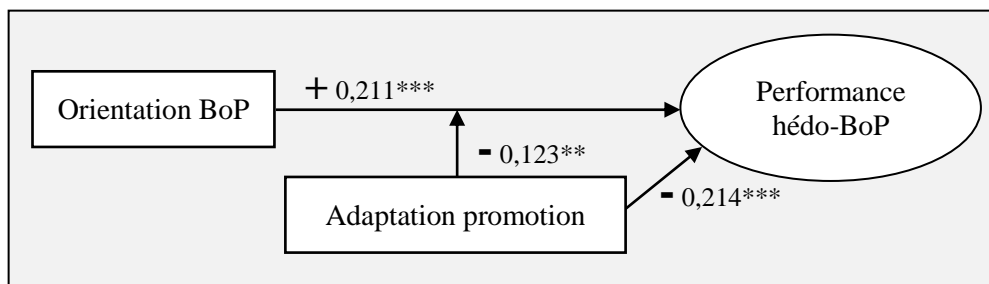 Orientation BoP
+ 0,211***
Performance
hédo-BoP
- 0,123**
- 0,214***
Adaptation promotion